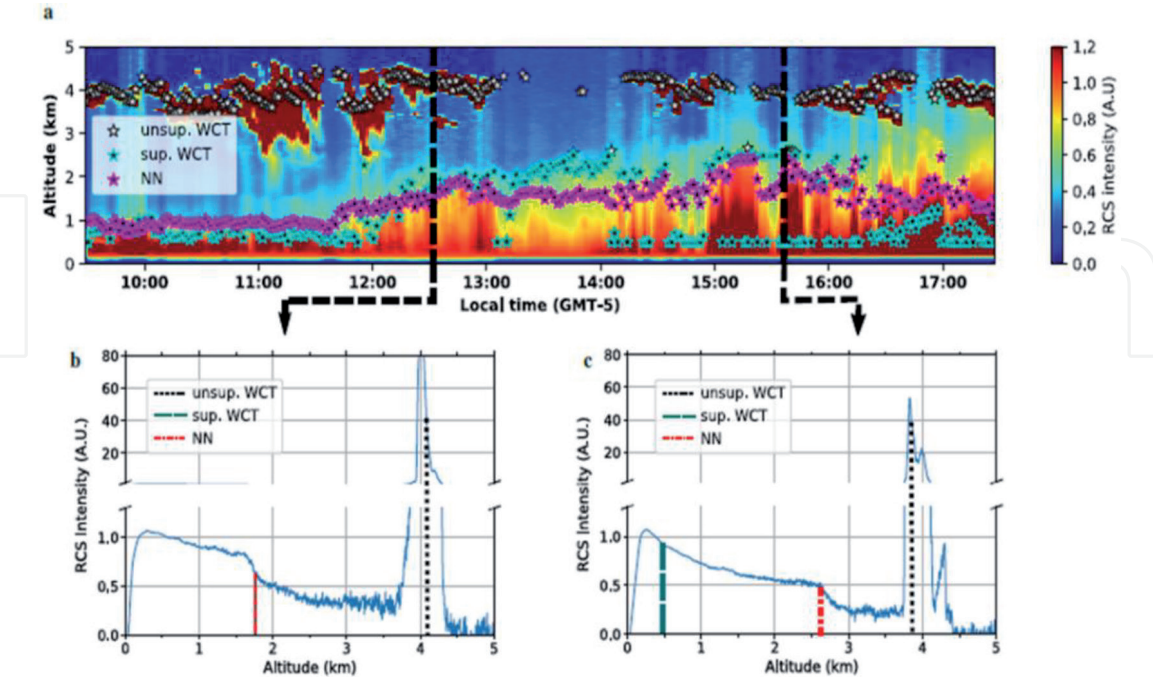 a
5
4
3
2
1
0
Altitude (km)
unsup. WCT
sup. WCT
NN
10:00 11:00 12:00 13:00 14:00 15:00 16:00 17:00
Local time (GMT-5)
1,2
1.0
0,8
0.6
0.4
0,2
0.0
RCS intensity (A.U)
b
80
60
40
20
1.0
0.5
0.0
RCS Intensity (A.U.)
unsup. WCT
sup. WCT
NN
0 1 2 3 4 5
Altitude (km)
c
80
60
40
20
1.0
0.5
0.0
RCS Intensity (A.U.)
unsup. WCT
sup. WCT
NN
0 1 2 3 4 5
Altitude (km)